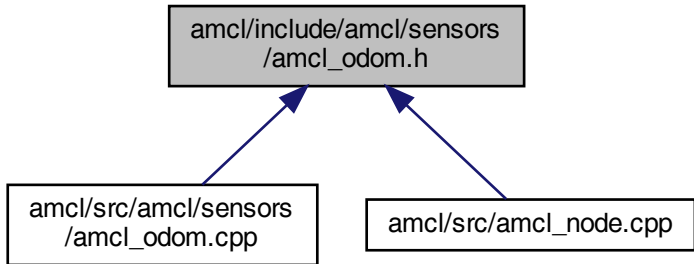 amcl/include/amcl/sensors
/amcl_odom.h
amcl/src/amcl/sensors
/amcl_odom.cpp
amcl/src/amcl_node.cpp